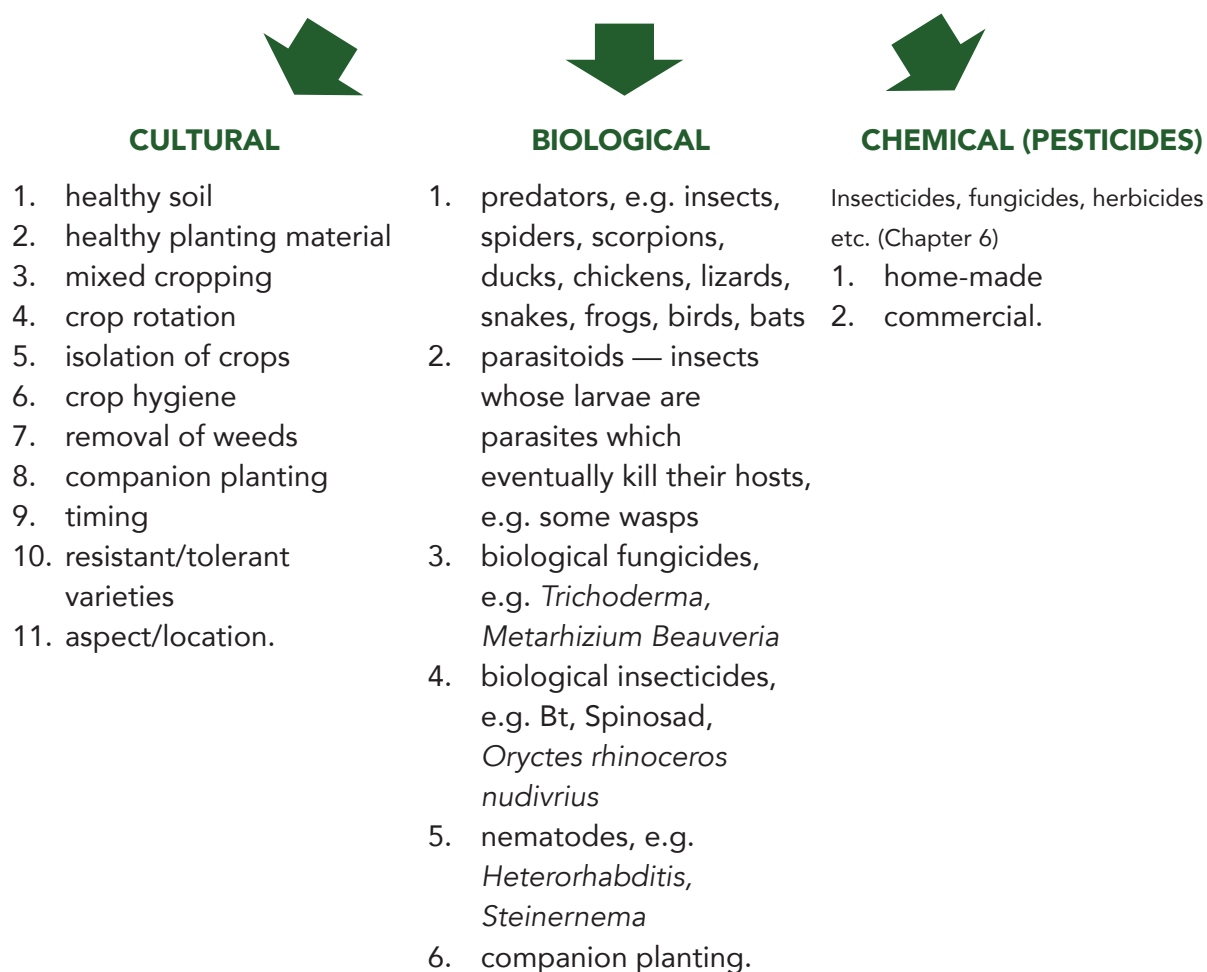 CULTURAL
1. healthy soil
2. healthy planting material
3. mixed cropping
4. crop rotation
5. isolation of crops
6. crop hygiene
7. removal of weeds
8. companion planting
9. timing
10. resistant/tolerant
varieties
11. aspect/location.
BIOLOGICAL
1. predators, e.g. insects,
spiders, scorpions,
ducks, chickens, lizards,
snakes, frogs, birds, bats
2. parasitoids — insects
whose larvae are
parasites which
eventually kill their hosts,
e.g. some wasps
3. biological fungicides,
e.g. Trichoderma,
Metarhizium Beauveria
4. biological insecticides,
e.g. Bt, Spinosad,
Oryctes rhinoceros
nudivrius
5. nematodes, e.g.
Heterorhabditis,
Steinernema
6. companion planting.
CHEMICAL (PESTICIDES)
Insecticides, fungicides, herbicides
etc. (Chapter 6)
1. home-made
2. commercial.